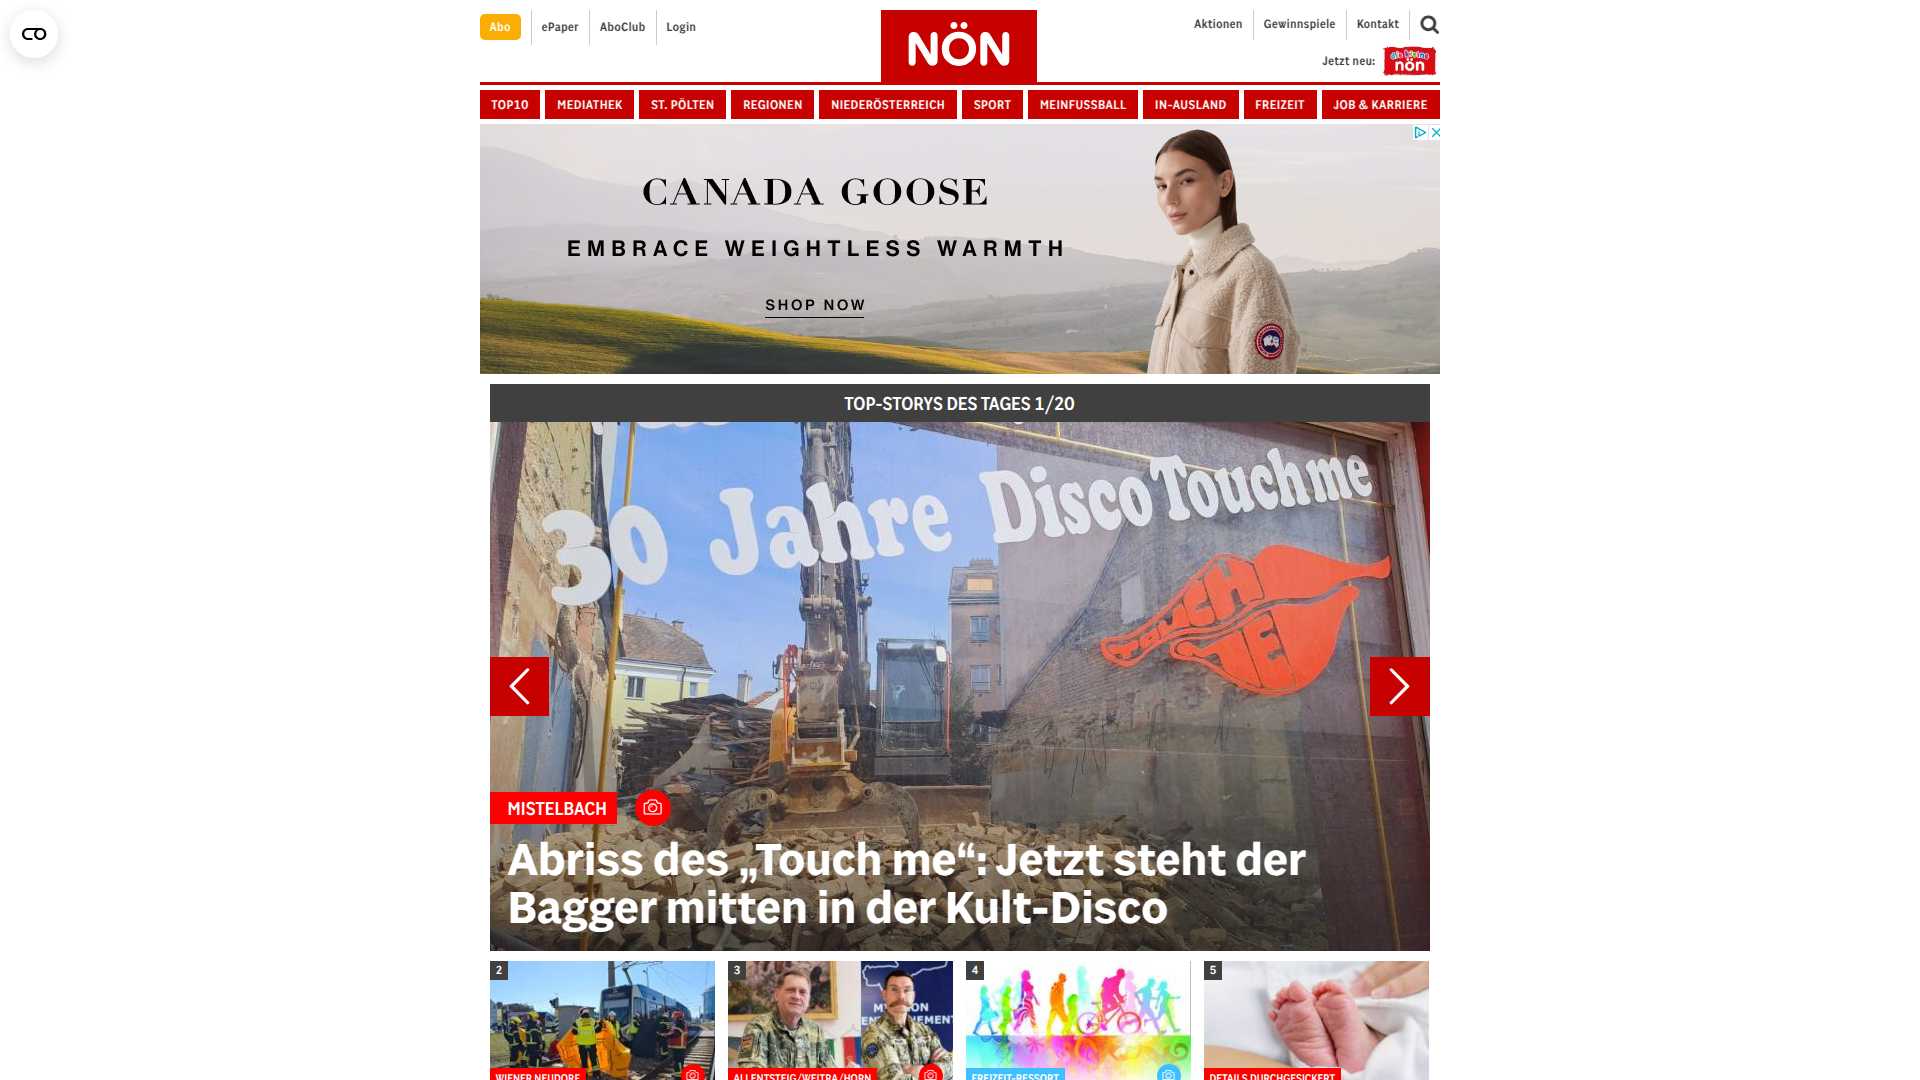 Abo
ePaper
AboClub
Login
NÖN
Aktionen
Gewinnspiele
Kontakt
Jetzt neu:
die kleine
nön
TOP10
MEDIATHEK
ST. PÖLTEN
REGIONEN
NIEDERÖSTERREICH
SPORT
MEINFUSSBALL
IN-AUSLAND
FREIZEIT
JOB & KARRIERE
CANADA GOOSE
EMBRACE WEIGHTLESS WARMTH
SHOP NOW
TOP-STORYS DES TAGES 1/20
30 Jahre Disco Touch me
TOUCH
ME
MISTELBACH
Abriss des „Touch me“: Jetzt steht der
Bagger mitten in der Kult-Disco
2
3
4
5
WIENER NEUDORF
ALLENTSTEIG/WEITRA/HORN
FREIZEIT-RESSORT
DETAILS DURCHGESICKERT